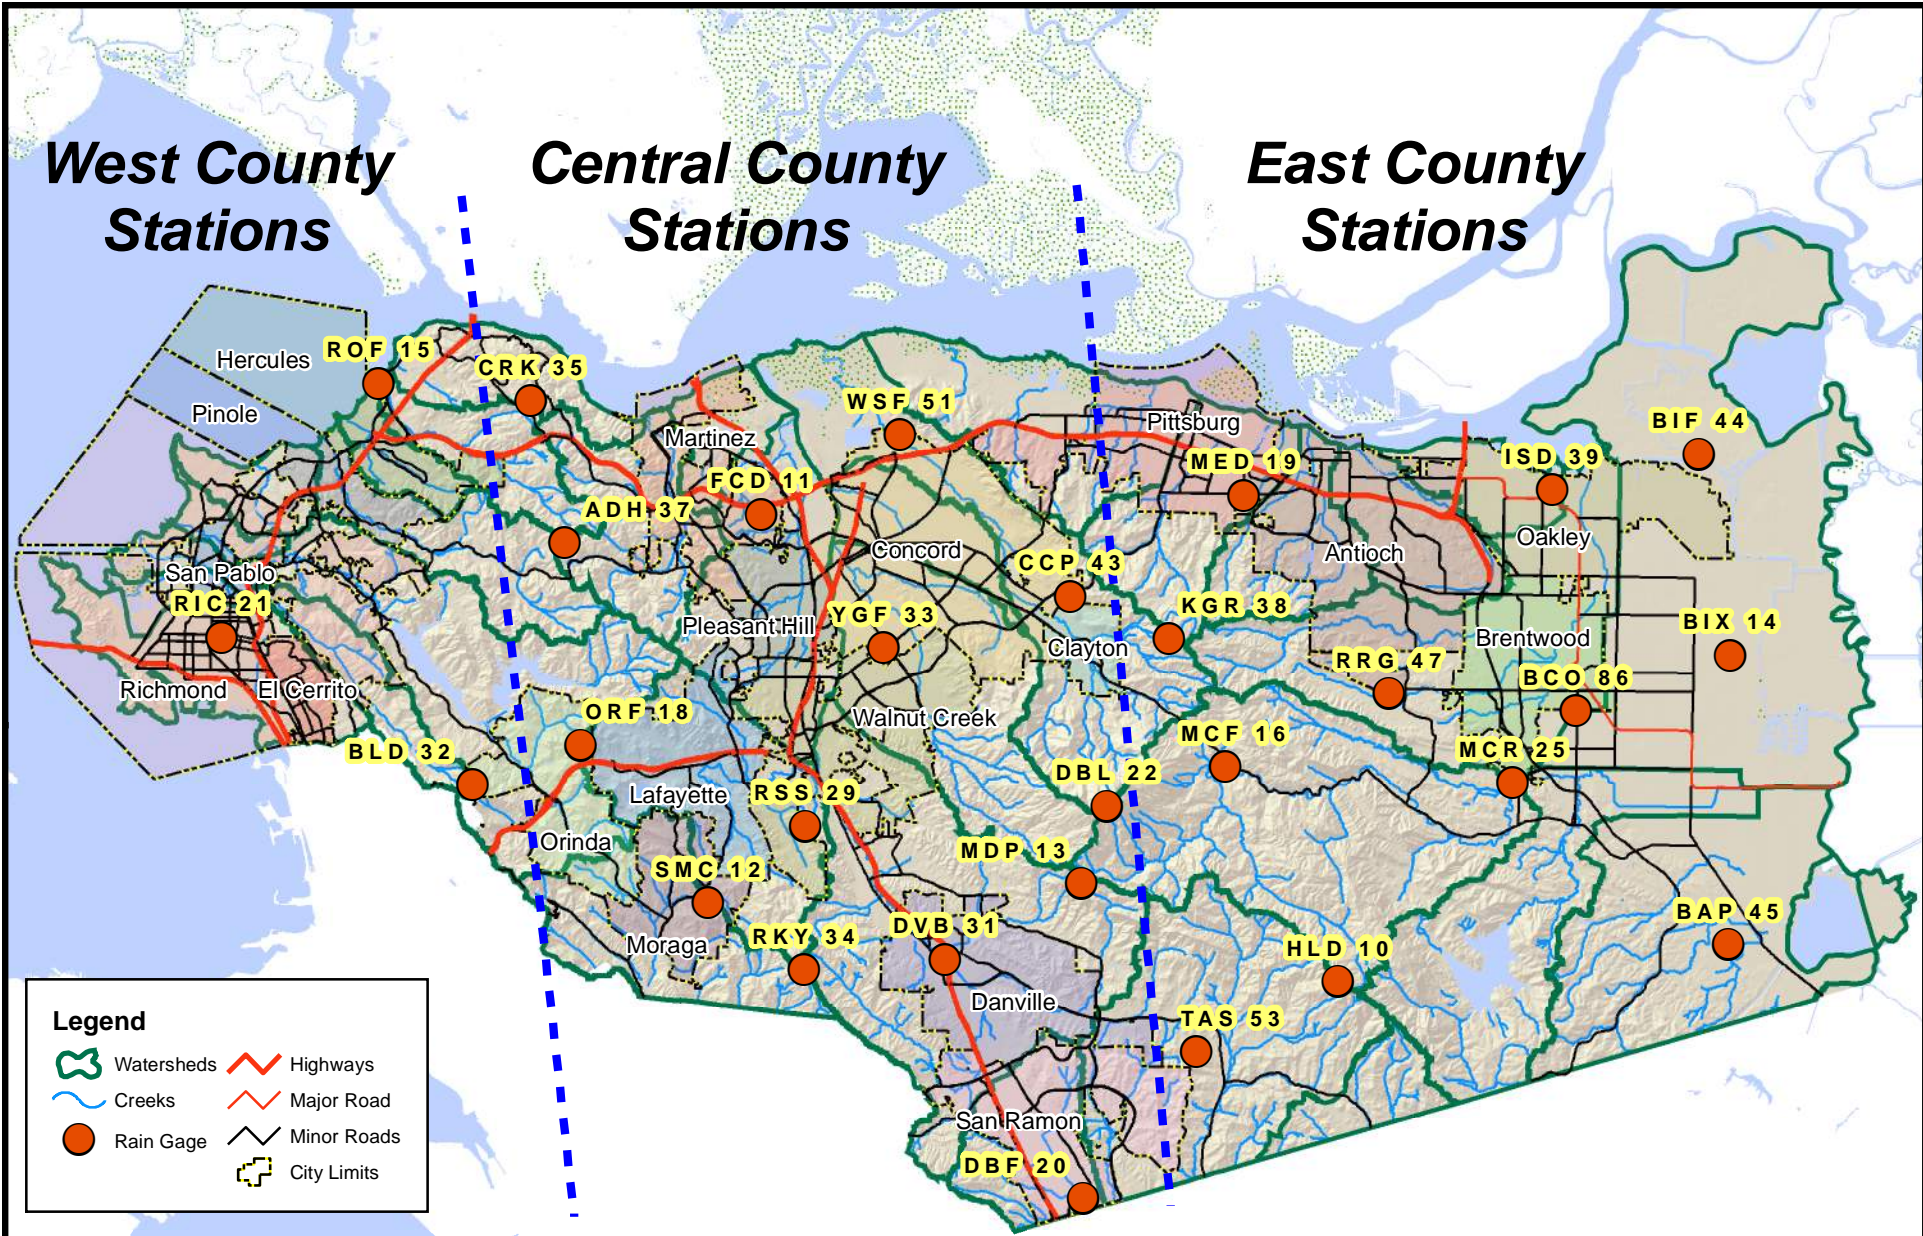 West County
Stations
Central County
Stations
East County
Stations
Hercules
ROF 15
CRK 35
Pinole
WSF 51
Martinez
Pittsburg
BIF 44
FCD 11
MED 19
ISD 39
ADH 37
Concord
Antioch
Oakley
San Pablo
CCP 43
RIC 21
YGF 33
KGR 38
Pleasant Hill
Clayton
Brentwood
BIX 14
RRG 47
Richmond
El Cerrito
BCO 86
ORF 18
Walnut Creek
MCF 16
BLD 32
MCR 25
DBL 22
Lafayette
RSS 29
Orinda
MDP 13
SMC 12
BAP 45
DVB 31
RKY 34
Moraga
HLD 10
Danville
TAS 53
San Ramon
DBF 20
Legend
Watersheds
Highways
Creeks
Major Road
Rain Gage
Minor Roads
City Limits